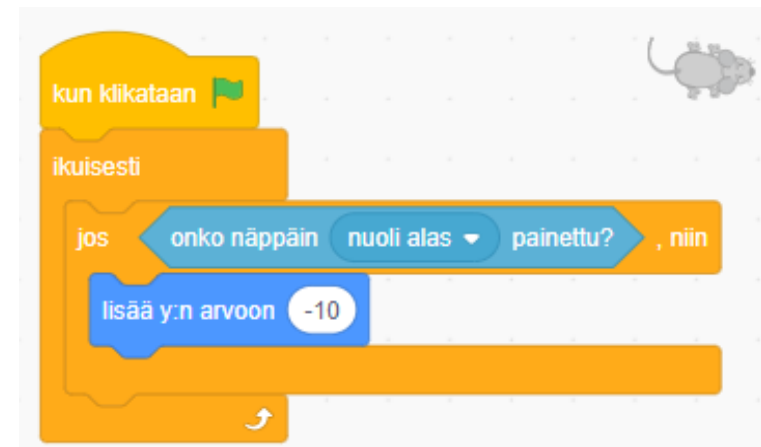 kun klikataan
ikuisesti
jos onko näppäin nuoli alas painettu? , niin
lisää y:n arvoon -10